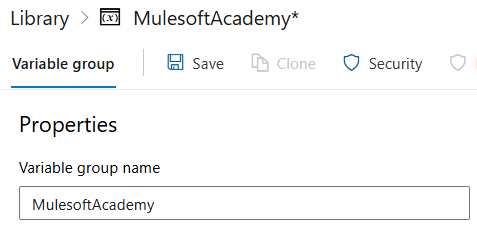 Library > MulesoftAcademy*
Variable group Save Clone Security
Properties
Variable group name
MulesoftAcademy